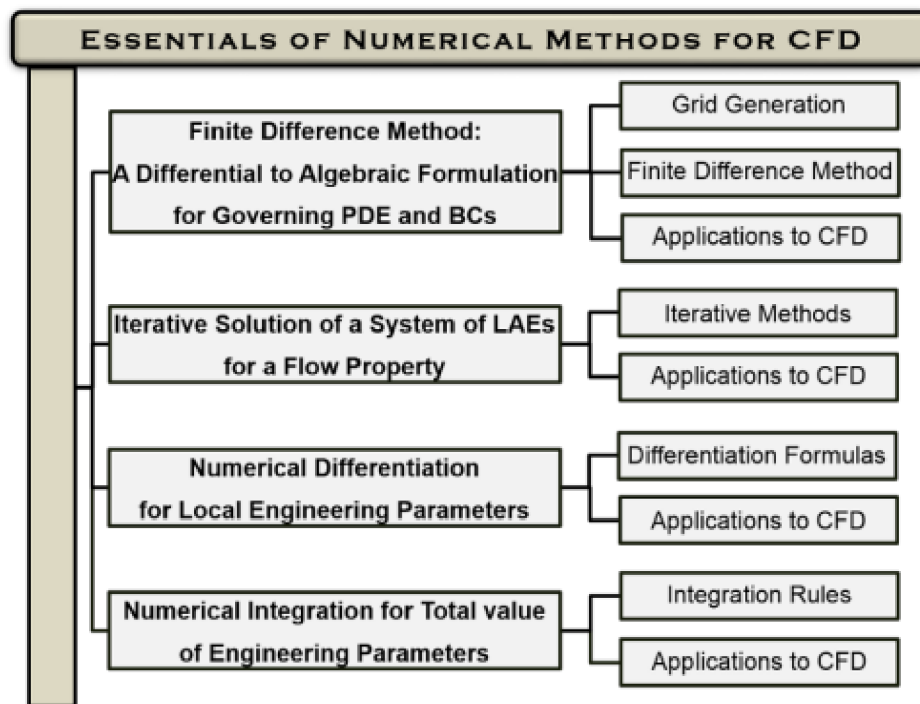 ESSENTIALS OF NUMERICAL METHODS FOR CFD
Finite Difference Method:
A Differential to Algebraic Formulation
for Governing PDE and BCs
Grid Generation
Finite Difference Method
Applications to CFD
Iterative Solution of a System of LAEs
for a Flow Property
Iterative Methods
Applications to CFD
Numerical Differentiation
for Local Engineering Parameters
Differentiation Formulas
Applications to CFD
Numerical Integration for Total value
of Engineering Parameters
Integration Rules
Applications to CFD